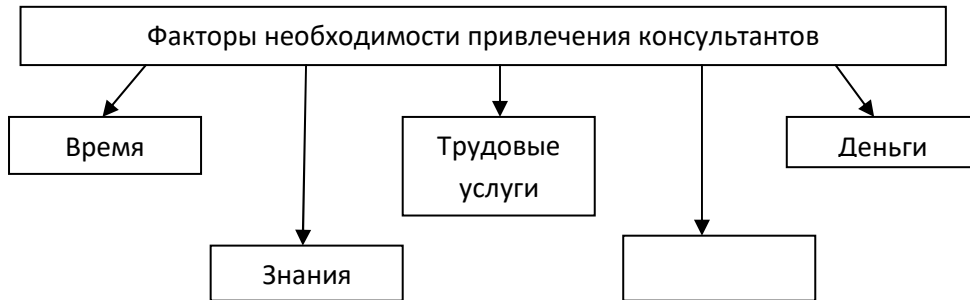 Факторы необходимости привлечения консультантов
Время
Трудовые
услуги
Деньги
Знания